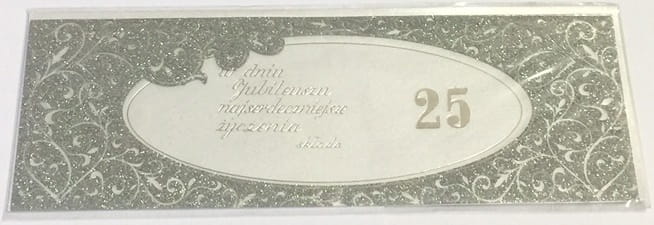 w dniu
Jubileuszu
najserdeczniejsze
życzenia
składa
25